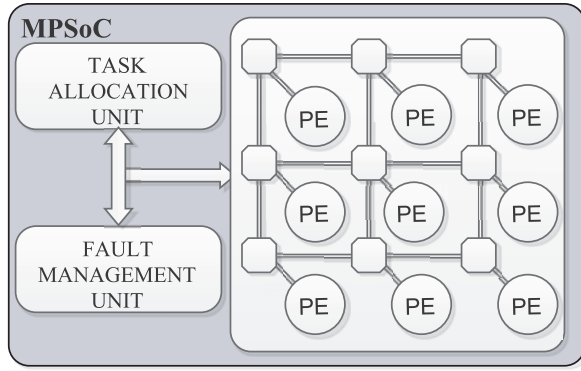 MPSoC
TASK
ALLOCATION
UNIT
FAULT
MANAGEMENT
UNIT
PE PE PE
PE PE PE
PE PE PE